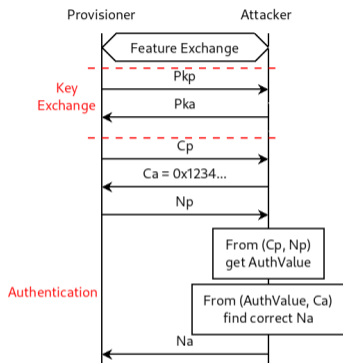 Provisioner Attacker
Feature Exchange
Pkp
Key
Exchange
Pka
Cp
Ca = 0x1234...
Np
From (Cp, Np)
get AuthValue
Authentication
From (AuthValue, Ca)
find correct Na
Na